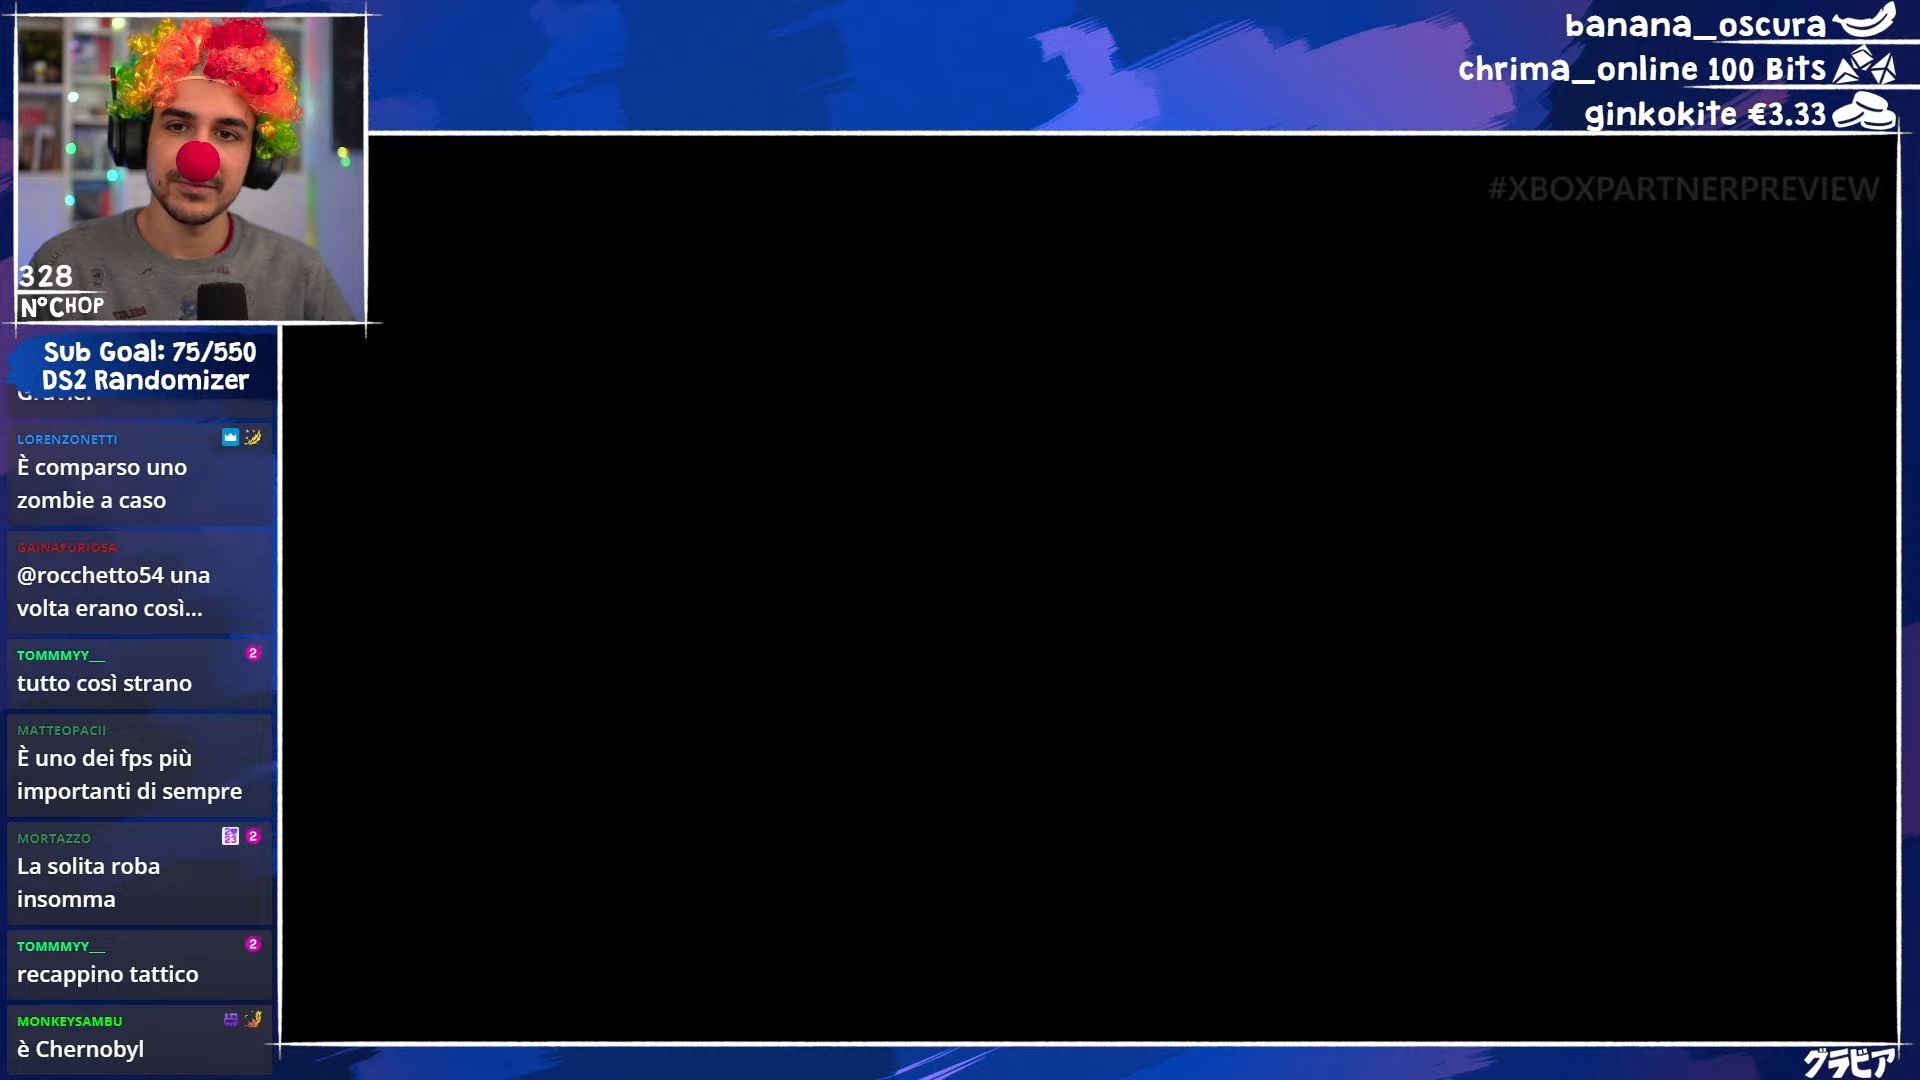 banana_oscura
chrima_online 100 Bits
ginkokite €3.33
#XBOXPARTNERPREVIEW
328
N°CHOP
Sub Goal: 75/550
DS2 Randomizer
LORENZONETTI
È comparso uno
zombie a caso
GAINAFURIOSA
@rocchetto54 una
volta erano così...
TOMMMYY__ 2
tutto così strano
MATTEOPACII
È uno dei fps più
importanti di sempre
MORTAZZO 2
La solita roba
insomma
TOMMMYY__ 2
recappino tattico
MONKEYSAMBU
è Chernobyl
グラビア